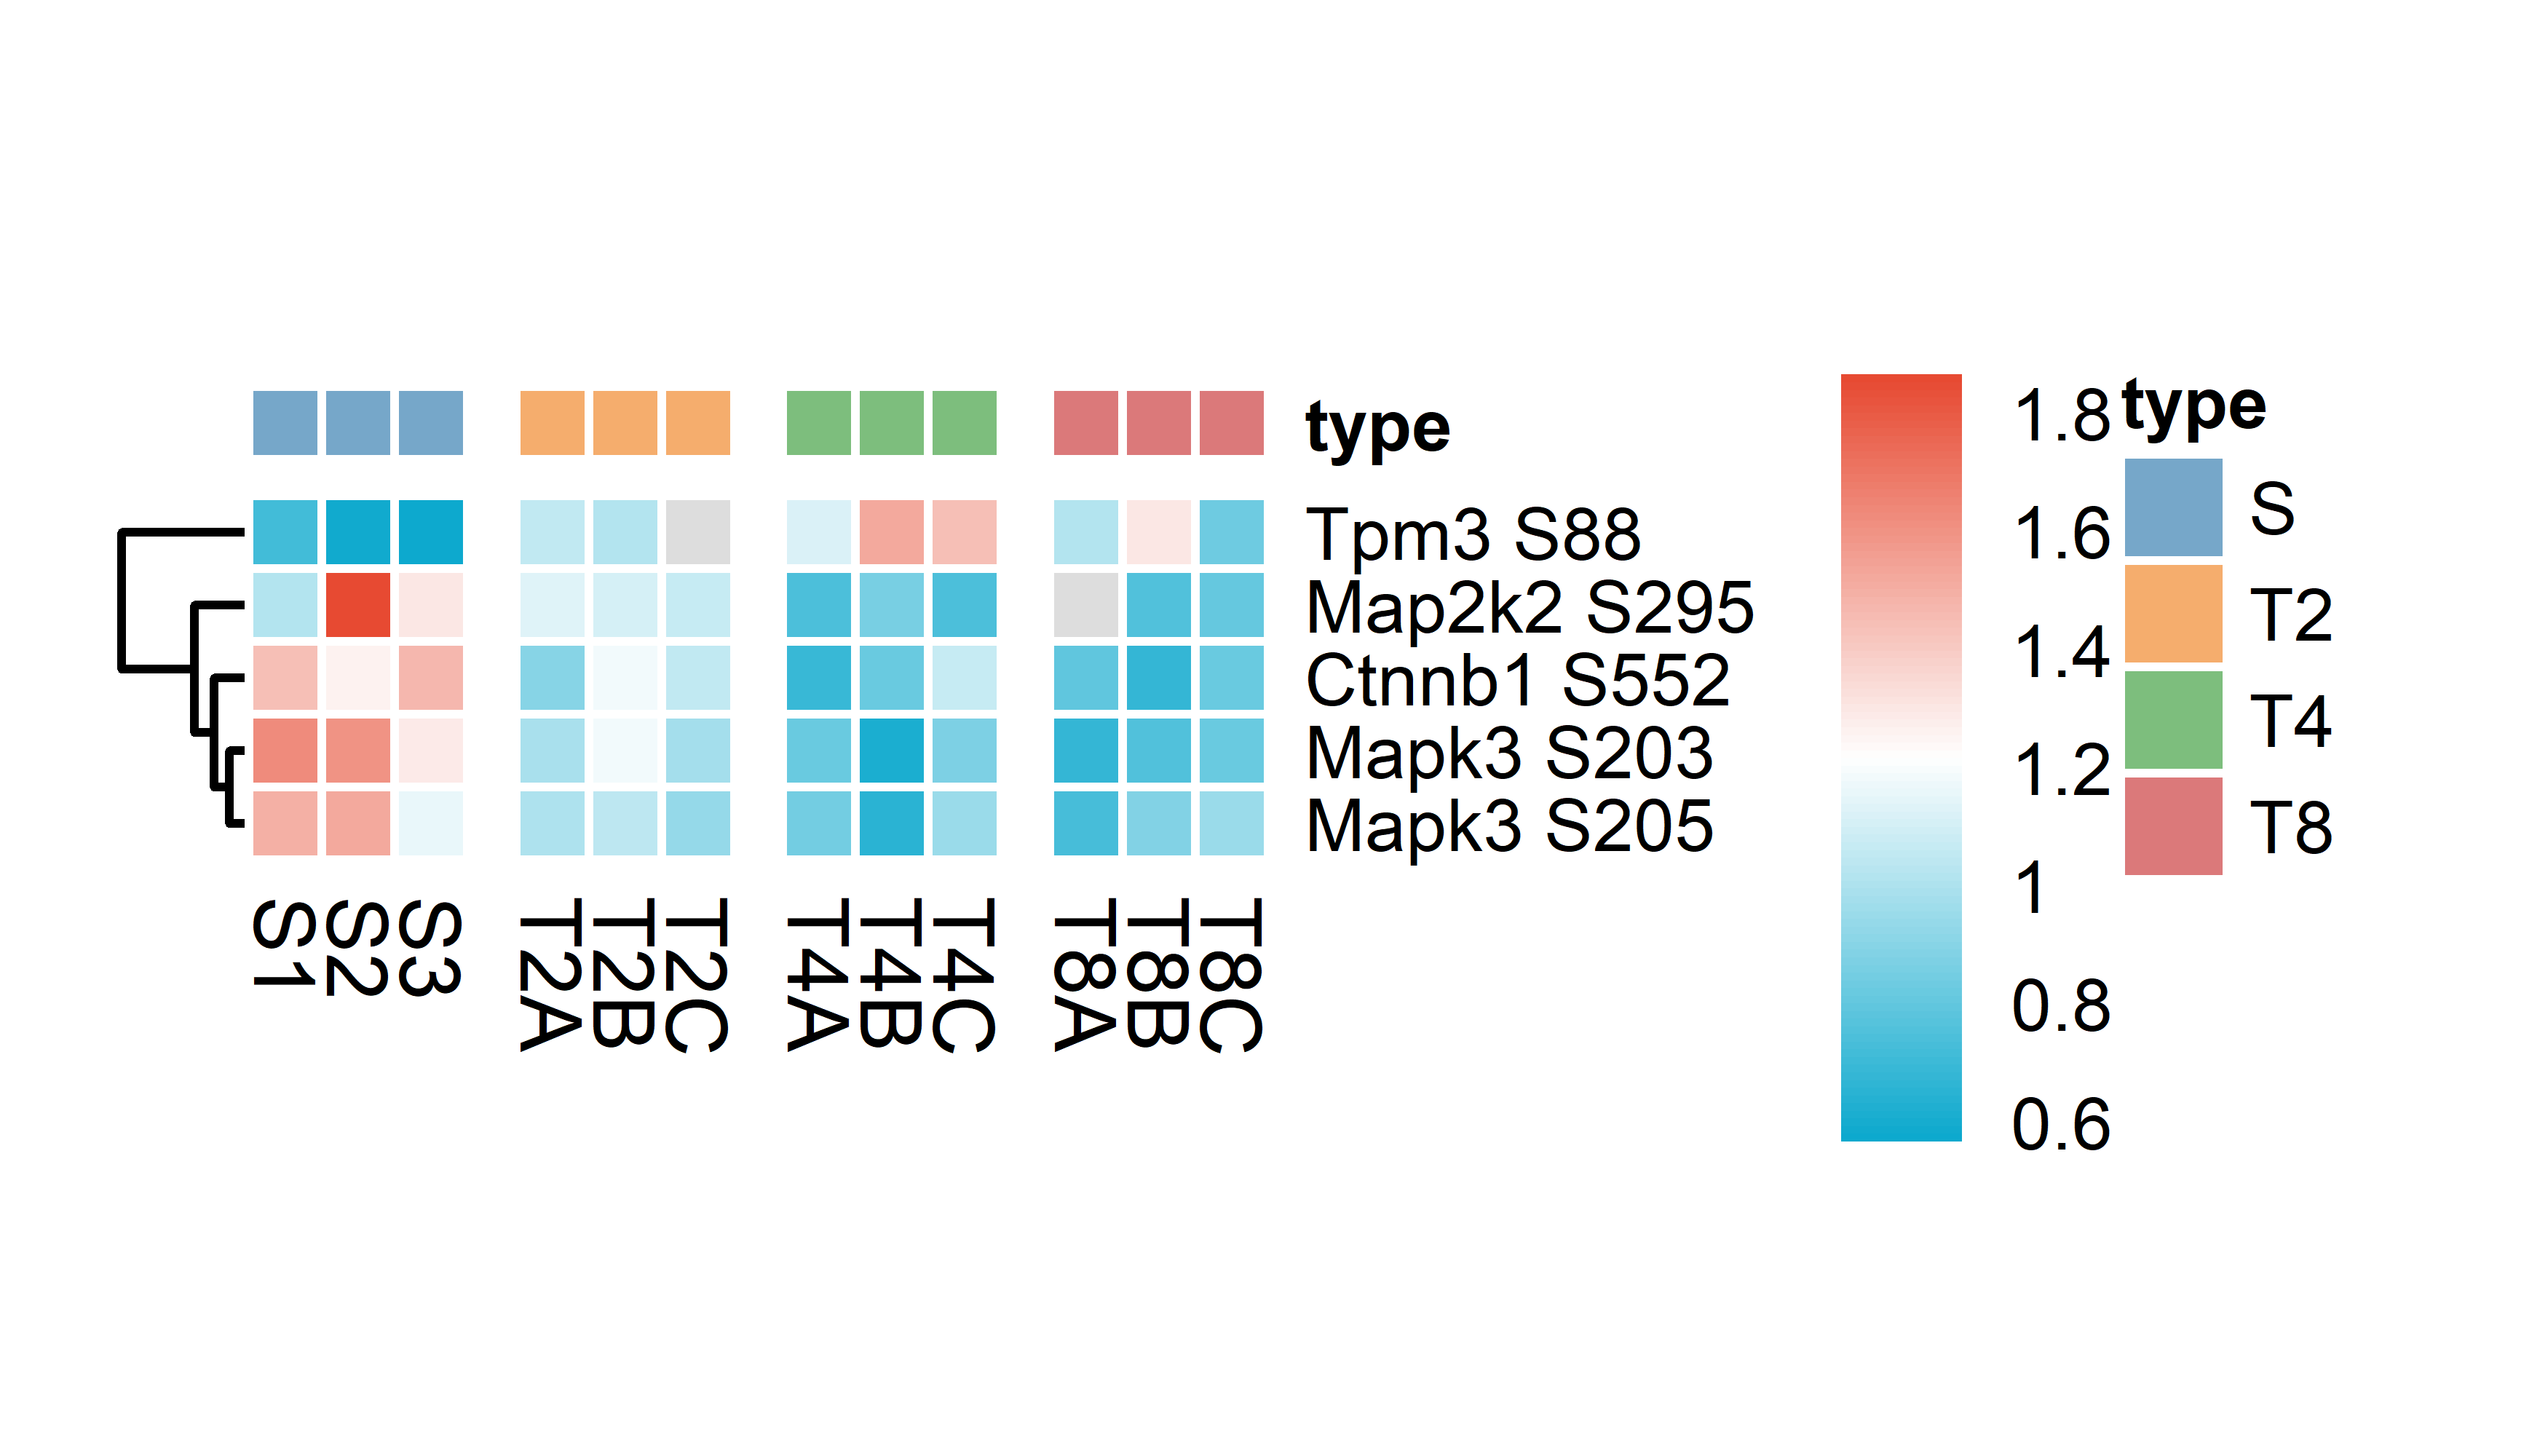 type
Tpm3 S88
Map2k2 S295
Ctnnb1 S552
Mapk3 S203
Mapk3 S205
S1
S2
S3
T2A
T2B
T2C
T4A
T4B
T4C
T8A
T8B
T8C
1.8
1.6
1.4
1.2
1
0.8
0.6
type
S
T2
T4
T8